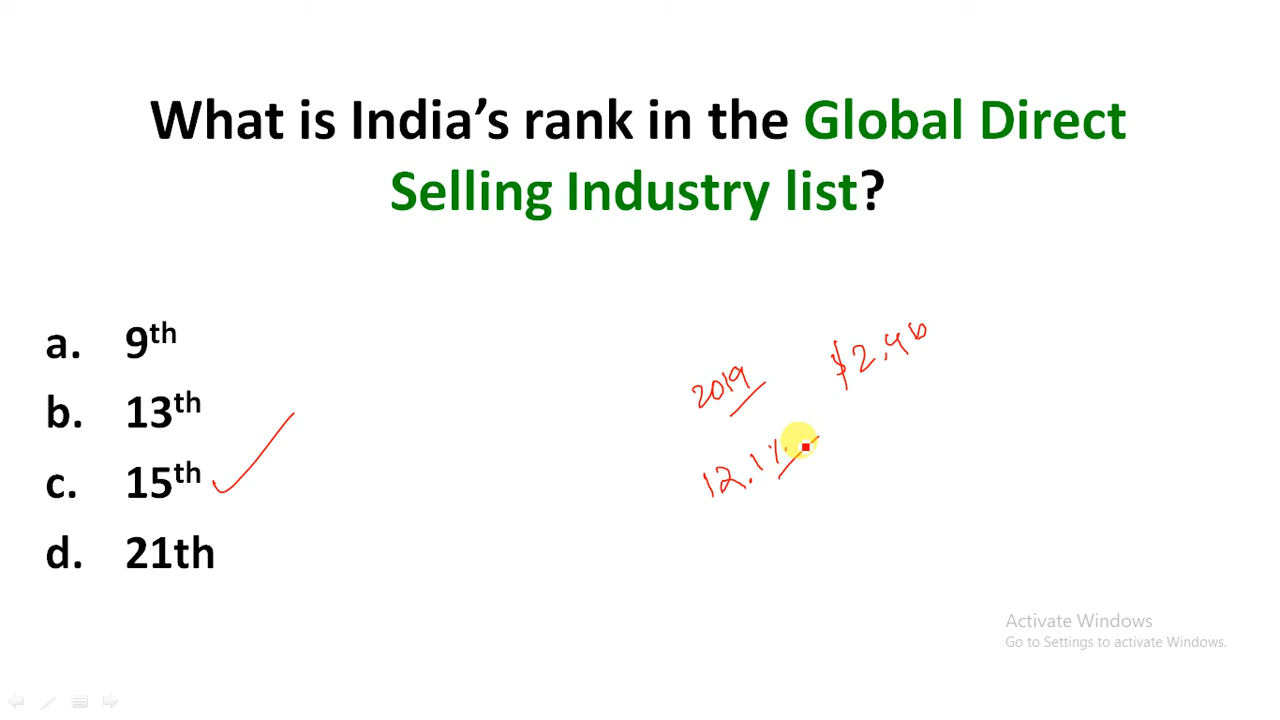 What is India’s rank in the Global Direct
Selling Industry list?
a. 9th
b. 13th
c. 15th
d. 21th
2019
$2.4b
12.1%
Activate Windows
Go to Settings to activate Windows.